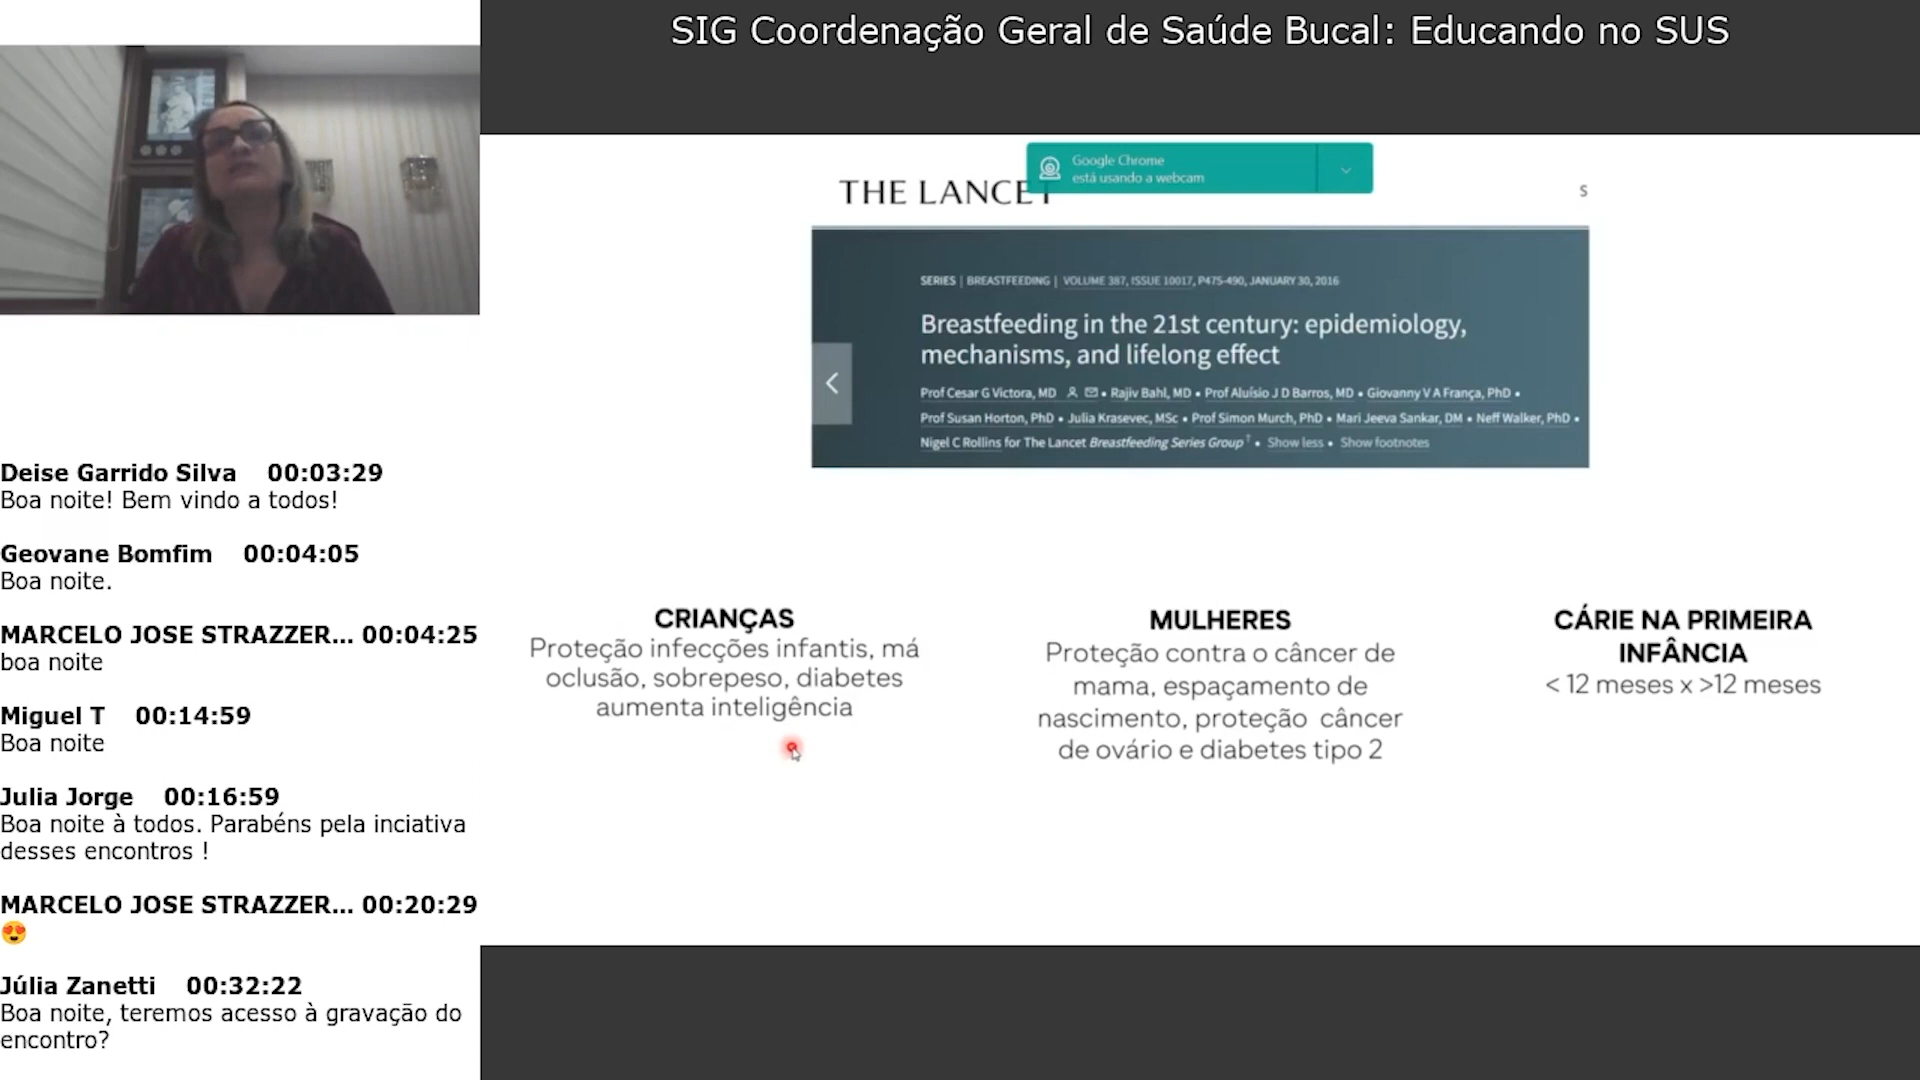 SIG Coordenação Geral de Saúde Bucal: Educando no SUS
Google Chrome
está usando a webcam
THE LANCET
S
SERIES | BREASTFEEDING | VOLUME 387, ISSUE 10017, P475-490, JANUARY 30, 2016
Breastfeeding in the 21st century: epidemiology,
mechanisms, and lifelong effect
Prof Cesar G Victora, MD • Rajiv Bahl, MD • Prof Aluísio J D Barros, MD • Giovanny V A França, PhD •
Prof Susan Horton, PhD • Julia Krasevec, MSc • Prof Simon Murch, PhD • Mari Jeeva Sankar, DM • Neff Walker, PhD •
Nigel C Rollins for The Lancet Breastfeeding Series Group † • Show less • Show footnotes
CRIANÇAS
Proteção infecções infantis, má
oclusão, sobrepeso, diabetes
aumenta inteligência
MULHERES
Proteção contra o câncer de
mama, espaçamento de
nascimento, proteção câncer
de ovário e diabetes tipo 2
CÁRIE NA PRIMEIRA
INFÂNCIA
< 12 meses x >12 meses
Deise Garrido Silva 00:03:29
Boa noite! Bem vindo a todos!
Geovane Bomfim 00:04:05
Boa noite.
MARCELO JOSE STRAZZER... 00:04:25
boa noite
Miguel T 00:14:59
Boa noite
Julia Jorge 00:16:59
Boa noite à todos. Parabéns pela inciativa
desses encontros !
MARCELO JOSE STRAZZER... 00:20:29
😍
Júlia Zanetti 00:32:22
Boa noite, teremos acesso à gravação do
encontro?